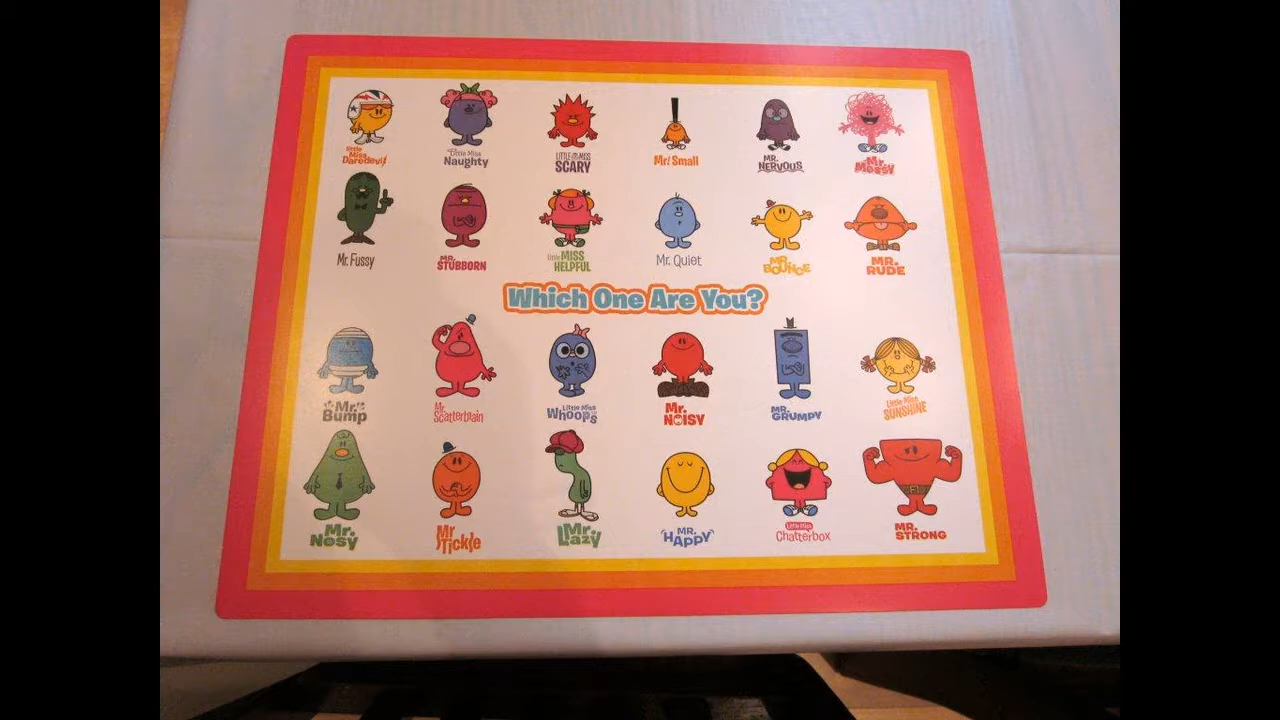 Little Miss Daredevil
Little Miss Naughty
LITTLE MISS SCARY
Mr. Small
MR. NERVOUS
Mr. Messy
Mr. Fussy
MR. STUBBORN
little MISS HELPFUL
Mr. Quiet
MR. BOUNCE
MR. RUDE
Which One Are You?
Mr. Bump
Mr. Scatterbrain
Little Miss Whoops
Mr. NOISY
MR. GRUMPY
Little Miss SUNSHINE
Mr. Nosy
Mr Tickle
Mr. Lazy
MR. HAPPY
Little Miss Chatterbox
MR. STRONG